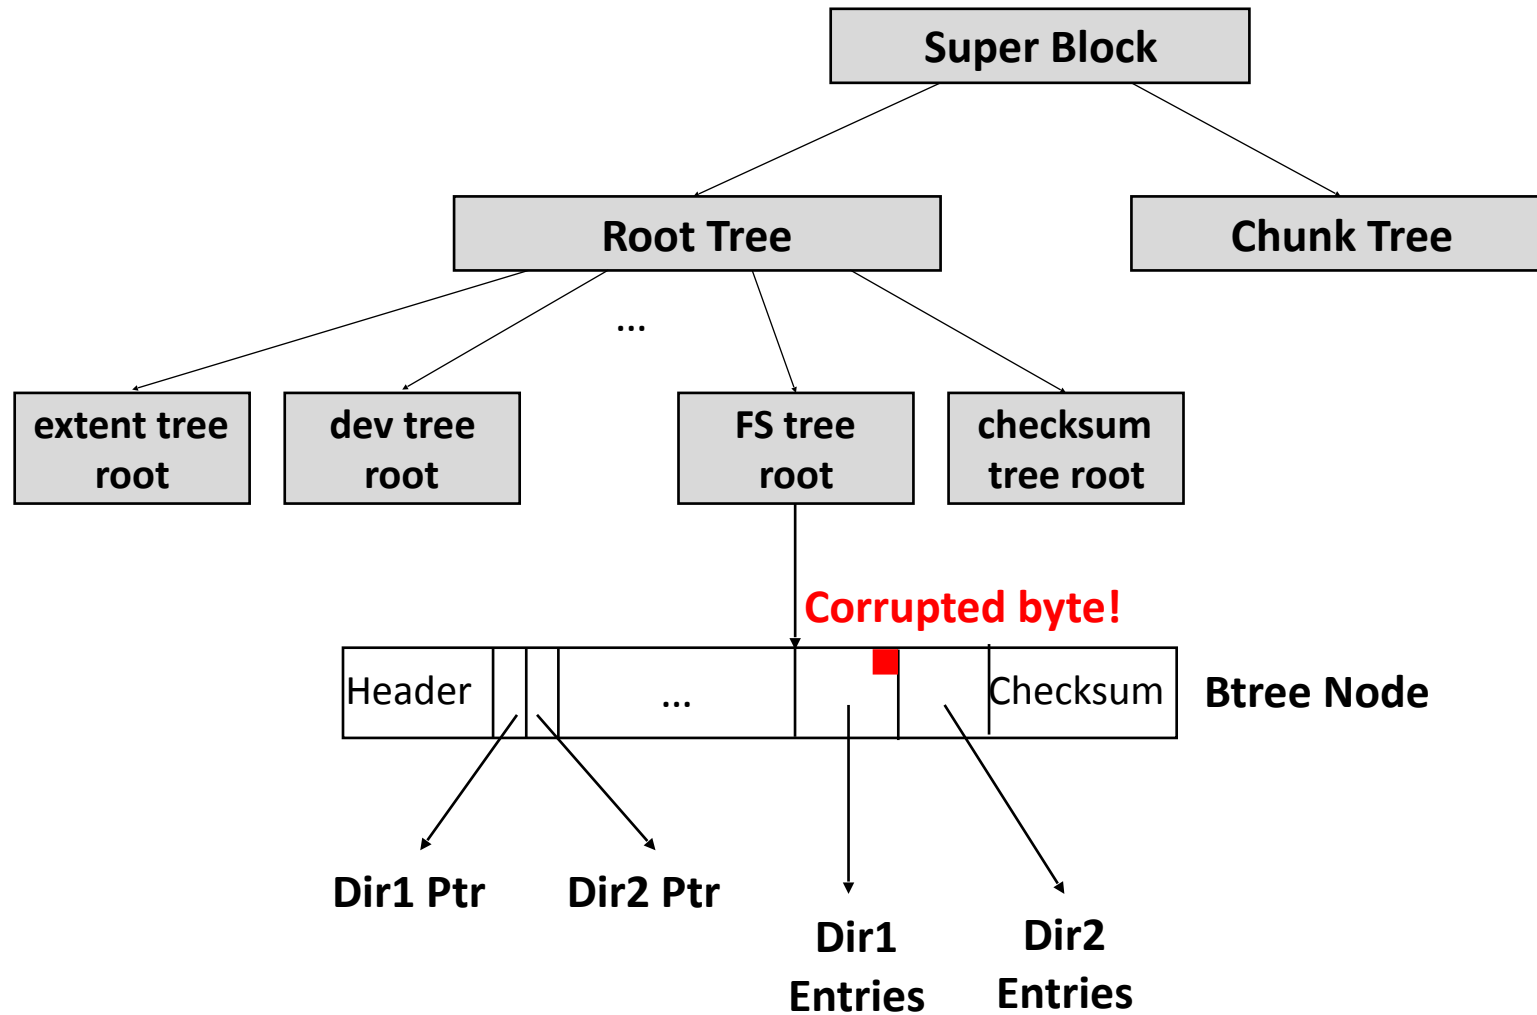 Super Block
Root Tree
Chunk Tree
...
extent tree
root
dev tree
root
FS tree
root
checksum
tree root
Corrupted byte!
Header
...
Checksum
Btree Node
Dir1 Ptr
Dir2 Ptr
Dir1
Entries
Dir2
Entries